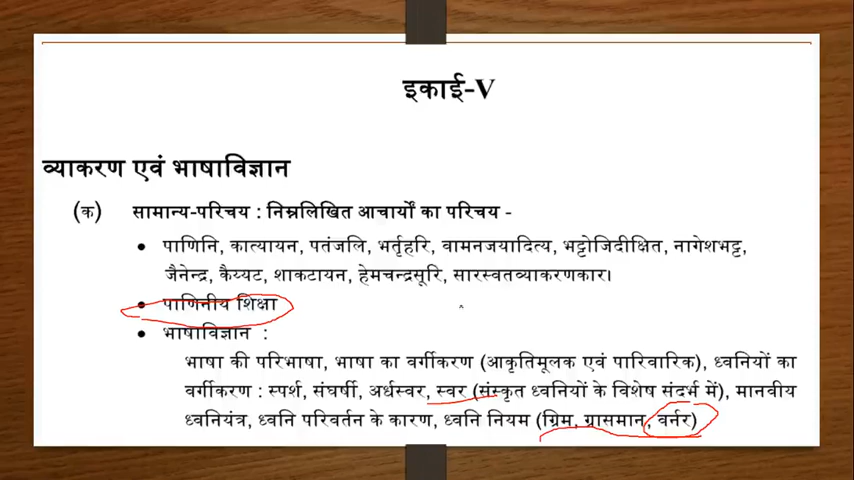 इकाई-V
व्याकरण एवं भाषाविज्ञान
(क) सामान्य-परिचय : निम्नलिखित आचार्यों का परिचय -
• पाणिनि, कात्यायन, पतंजलि, भर्तृहरि, वामनजयादित्य, भट्टोजिदीक्षित, नागेशभट्ट,
जैनेन्द्र, कैय्यट, शाकटायन, हेमचन्द्रसूरि, सारस्वतव्याकरणकार।
• पाणिनीय शिक्षा
• भाषाविज्ञान :
भाषा की परिभाषा, भाषा का वर्गीकरण (आकृतिमूलक एवं पारिवारिक), ध्वनियों का
वर्गीकरण : स्पर्श, संघर्षी, अर्धस्वर, स्वर (संस्कृत ध्वनियों के विशेष संदर्भ में), मानवीय
ध्वनियंत्र, ध्वनि परिवर्तन के कारण, ध्वनि नियम (ग्रिम, ग्रासमान, वर्नर)